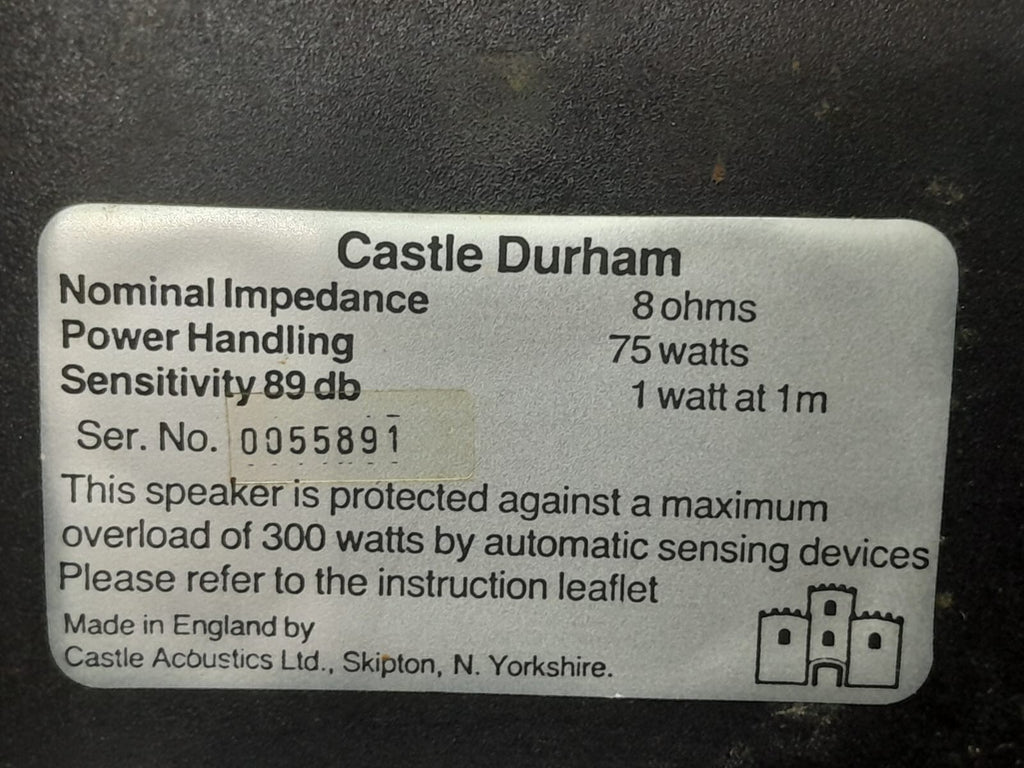 Castle Durham
Nominal Impedance 8 ohms
Power Handling 75 watts
Sensitivity 89 db 1 watt at 1m
Ser. No. 0055891
This speaker is protected against a maximum
overload of 300 watts by automatic sensing devices
Please refer to the instruction leaflet
Made in England by
Castle Acoustics Ltd., Skipton, N. Yorkshire.